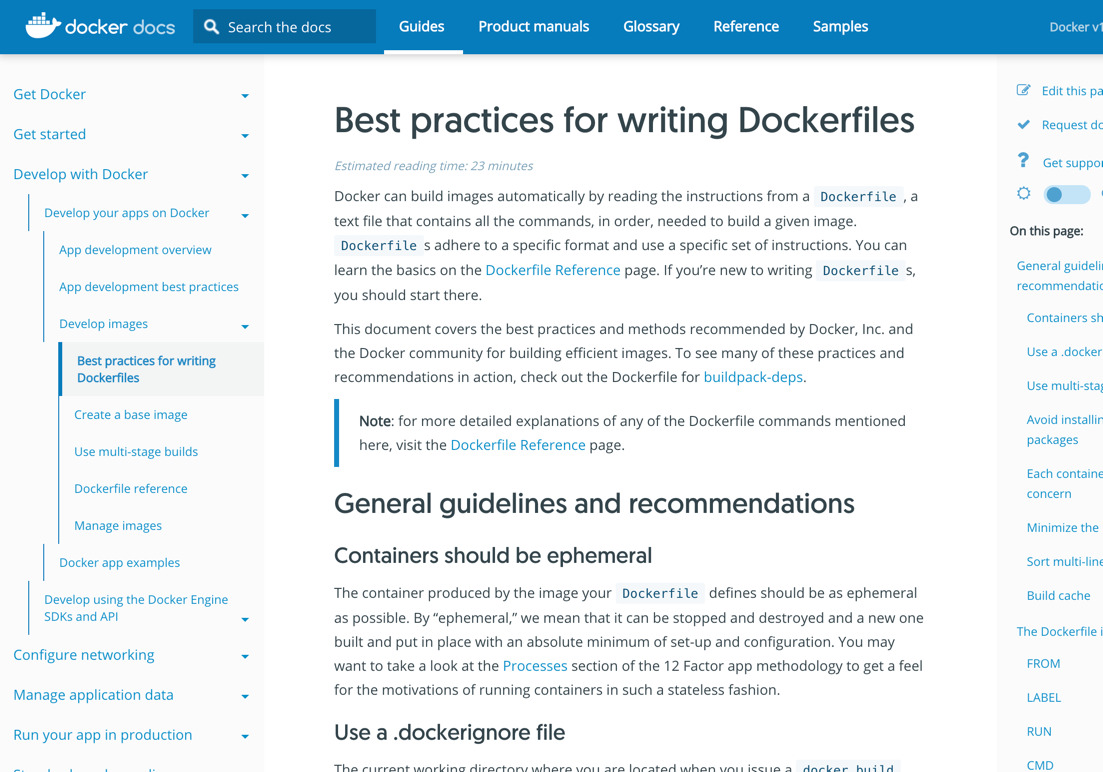 docker docs
Search the docs
Guides
Product manuals
Glossary
Reference
Samples
Docker v1
Get Docker
Get started
Develop with Docker
Develop your apps on Docker
App development overview
App development best practices
Develop images
Best practices for writing
Dockerfiles
Create a base image
Use multi-stage builds
Dockerfile reference
Manage images
Docker app examples
Develop using the Docker Engine
SDKs and API
Configure networking
Manage application data
Run your app in production
Best practices for writing Dockerfiles
Estimated reading time: 23 minutes
Docker can build images automatically by reading the instructions from a Dockerfile , a
text file that contains all the commands, in order, needed to build a given image.
Dockerfile s adhere to a specific format and use a specific set of instructions. You can
learn the basics on the Dockerfile Reference page. If you’re new to writing Dockerfile s,
you should start there.
This document covers the best practices and methods recommended by Docker, Inc. and
the Docker community for building efficient images. To see many of these practices and
recommendations in action, check out the Dockerfile for buildpack-deps.
Note: for more detailed explanations of any of the Dockerfile commands mentioned
here, visit the Dockerfile Reference page.
General guidelines and recommendations
Containers should be ephemeral
The container produced by the image your Dockerfile defines should be as ephemeral
as possible. By “ephemeral,” we mean that it can be stopped and destroyed and a new one
built and put in place with an absolute minimum of set-up and configuration. You may
want to take a look at the Processes section of the 12 Factor app methodology to get a feel
for the motivations of running containers in such a stateless fashion.
Use a .dockerignore file
The current working directory where you are located when you issue a docker build
Edit this pa
Request do
Get suppor
On this page:
General guideli
recommendatio
Containers sh
Use a .docker
Use multi-stag
Avoid installin
packages
Each containe
concern
Minimize the
Sort multi-line
Build cache
The Dockerfile i
FROM
LABEL
RUN
CMD